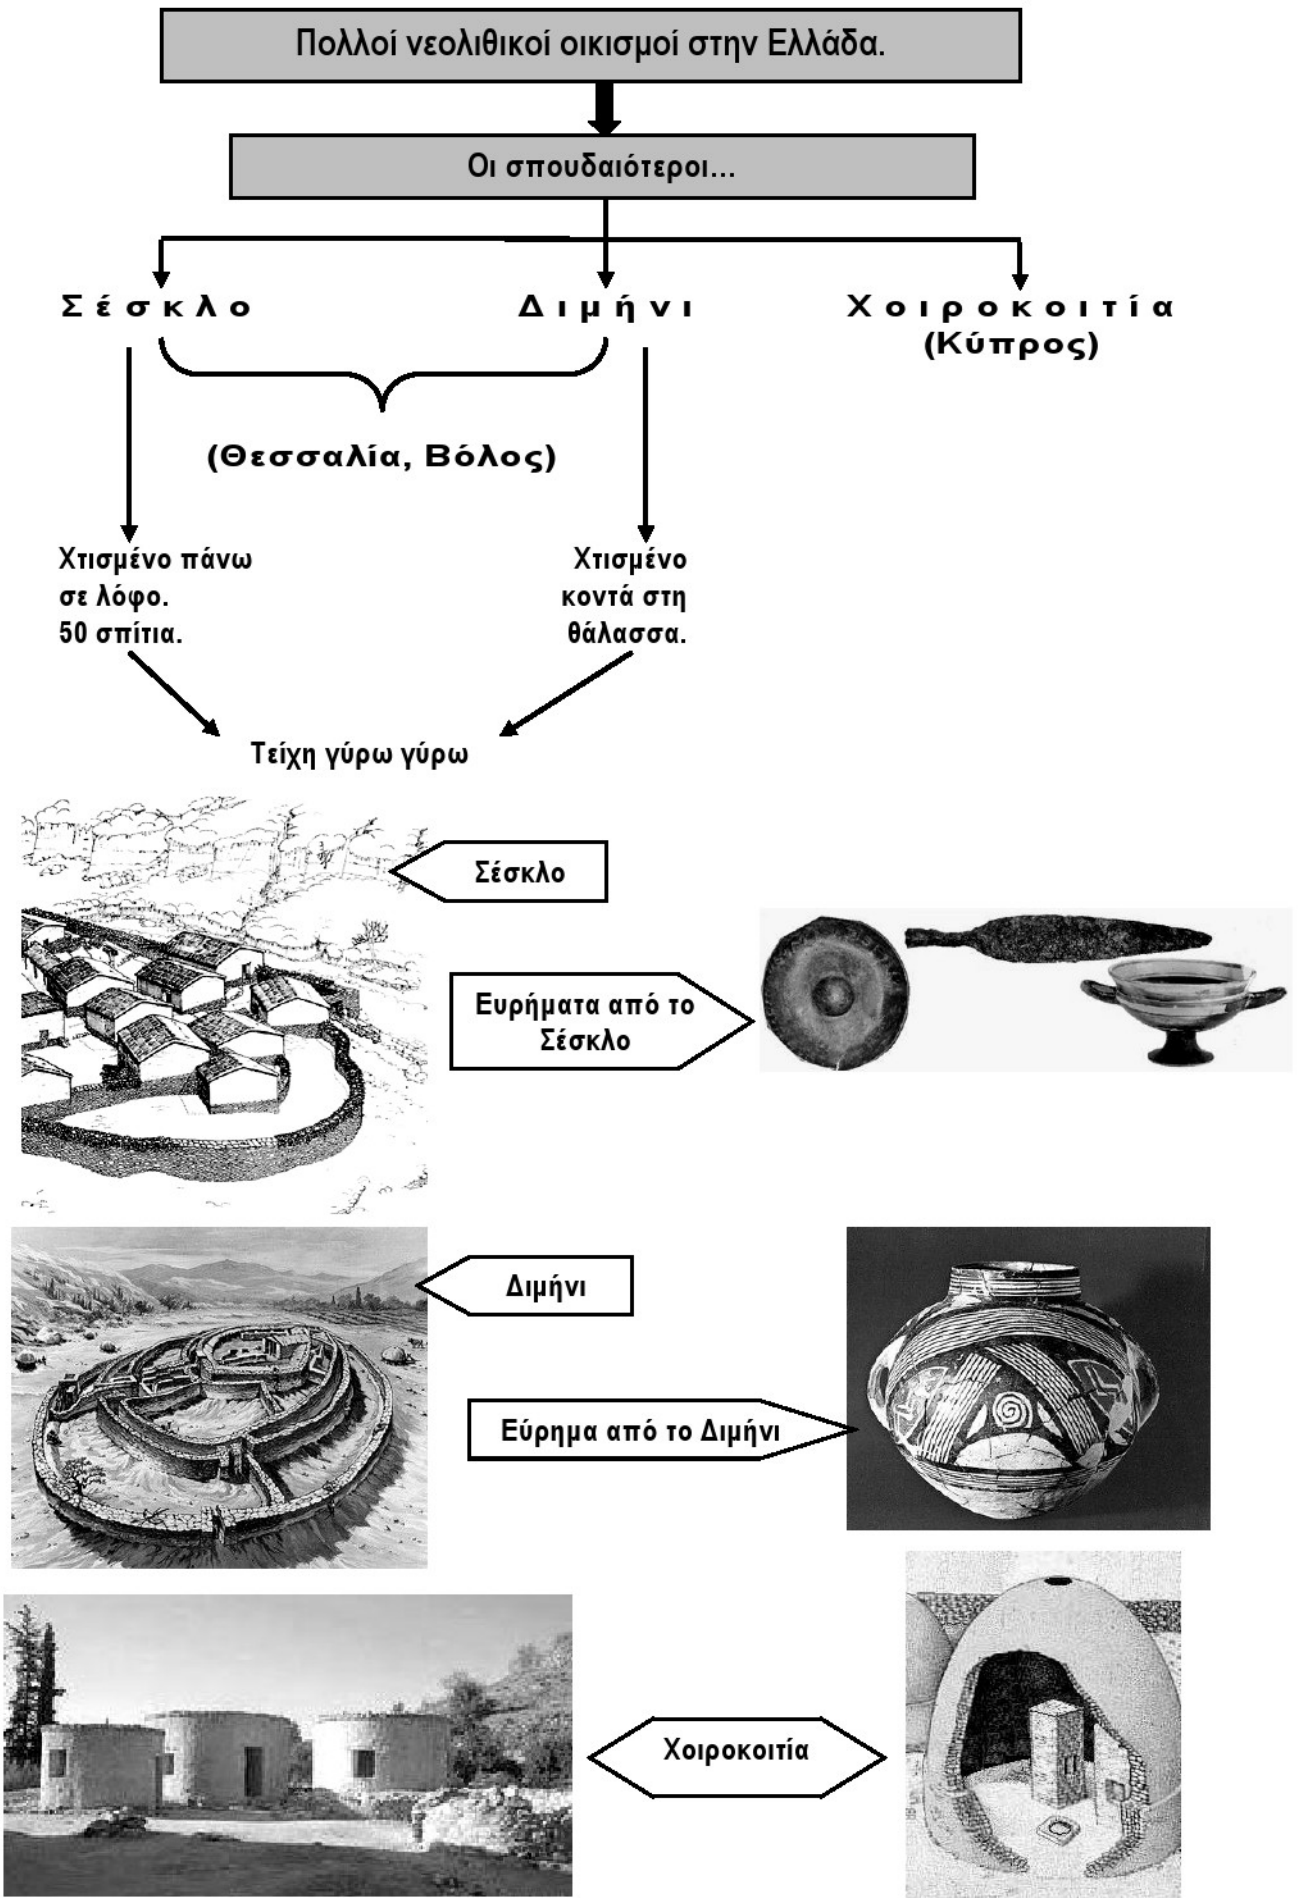 Πολλοί νεολιθικοί οικισμοί στην Ελλάδα.
Οι σπουδαιότεροι...
Σέσκλο
Διμήνι
Χοιροκοιτία
(Κύπρος)
(Θεσσαλία, Βόλος)
Χτισμένο πάνω
σε λόφο.
50 σπίτια.
Χτισμένο
κοντά στη
θάλασσα.
Τείχη γύρω γύρω
Σέσκλο
Ευρήματα από το
Σέσκλο
Διμήνι
Εύρημα από το Διμήνι
Χοιροκοιτία